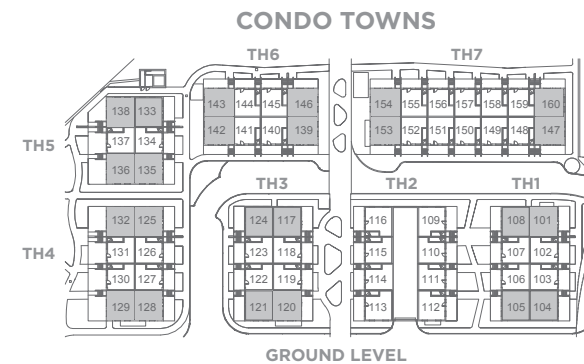 CONDO TOWNS
TH6 TH7
143 144 145 146 154 155 156 157 158 159 160
142 141 140 139 153 152 151 150 149 148 147
TH5
138 133
137 134
136 135
TH3 TH2 TH1
TH4
132 125 124 117 116 109 108 101
131 126 123 118 115 110 107 102
130 127 122 119 114 111 106 103
129 128 121 120 113 112 105 104
GROUND LEVEL